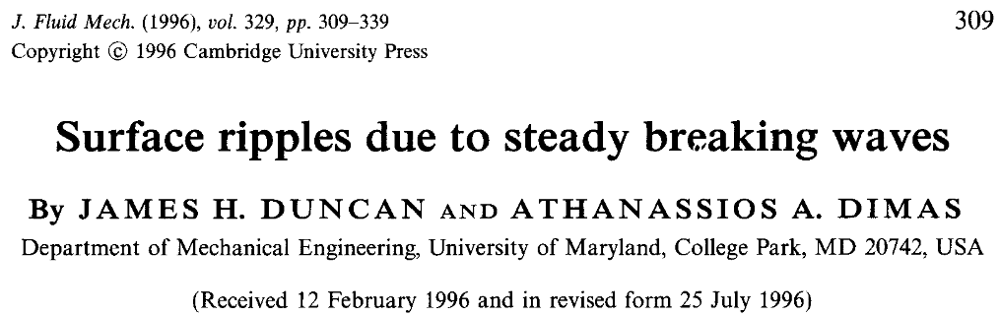 J. Fluid Mech. (1996), vol. 329, pp. 309–339
309
Copyright © 1996 Cambridge University Press
Surface ripples due to steady breaking waves
By JAMES H. DUNCAN AND ATHANASSIOS A. DIMAS
Department of Mechanical Engineering, University of Maryland, College Park, MD 20742, USA
(Received 12 February 1996 and in revised form 25 July 1996)